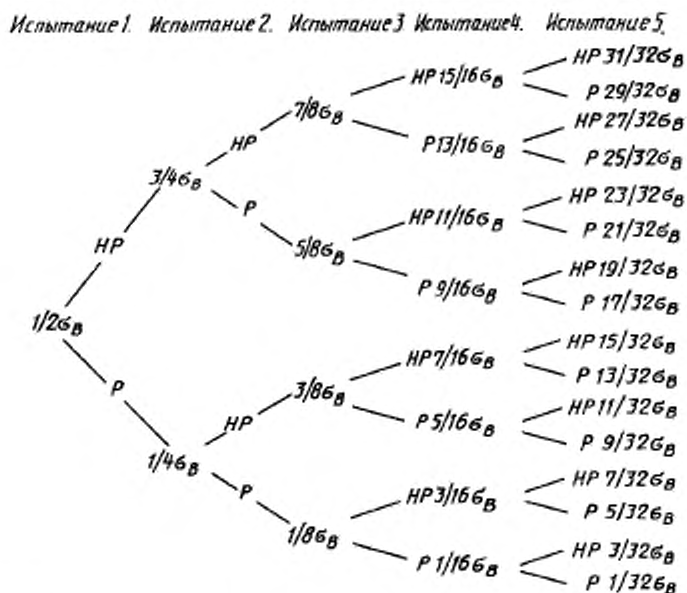 Испытание 1. Испытание 2. Испытание 3 Испытание 4. Испытание 5.
НР 31/32σВ
НР 15/16σВ
Р 29/32σВ
7/8σВ
НР 27/32σВ
НР
Р 13/16σВ
Р 25/32σВ
3/4σВ
НР 23/32σВ
Р
НР 11/16σВ
Р 21/32σВ
НР
5/8σВ
НР 19/32σВ
Р 9/16σВ
Р 17/32σВ
1/2σВ
НР 15/32σВ
НР 7/16σВ
Р 13/32σВ
Р
3/8σВ
НР 11/32σВ
НР
Р 5/16σВ
Р 9/32σВ
1/4σВ
НР 7/32σВ
Р
НР 3/16σВ
Р 5/32σВ
1/8σВ
НР 3/32σВ
Р 1/16σВ
Р 1/32σВ